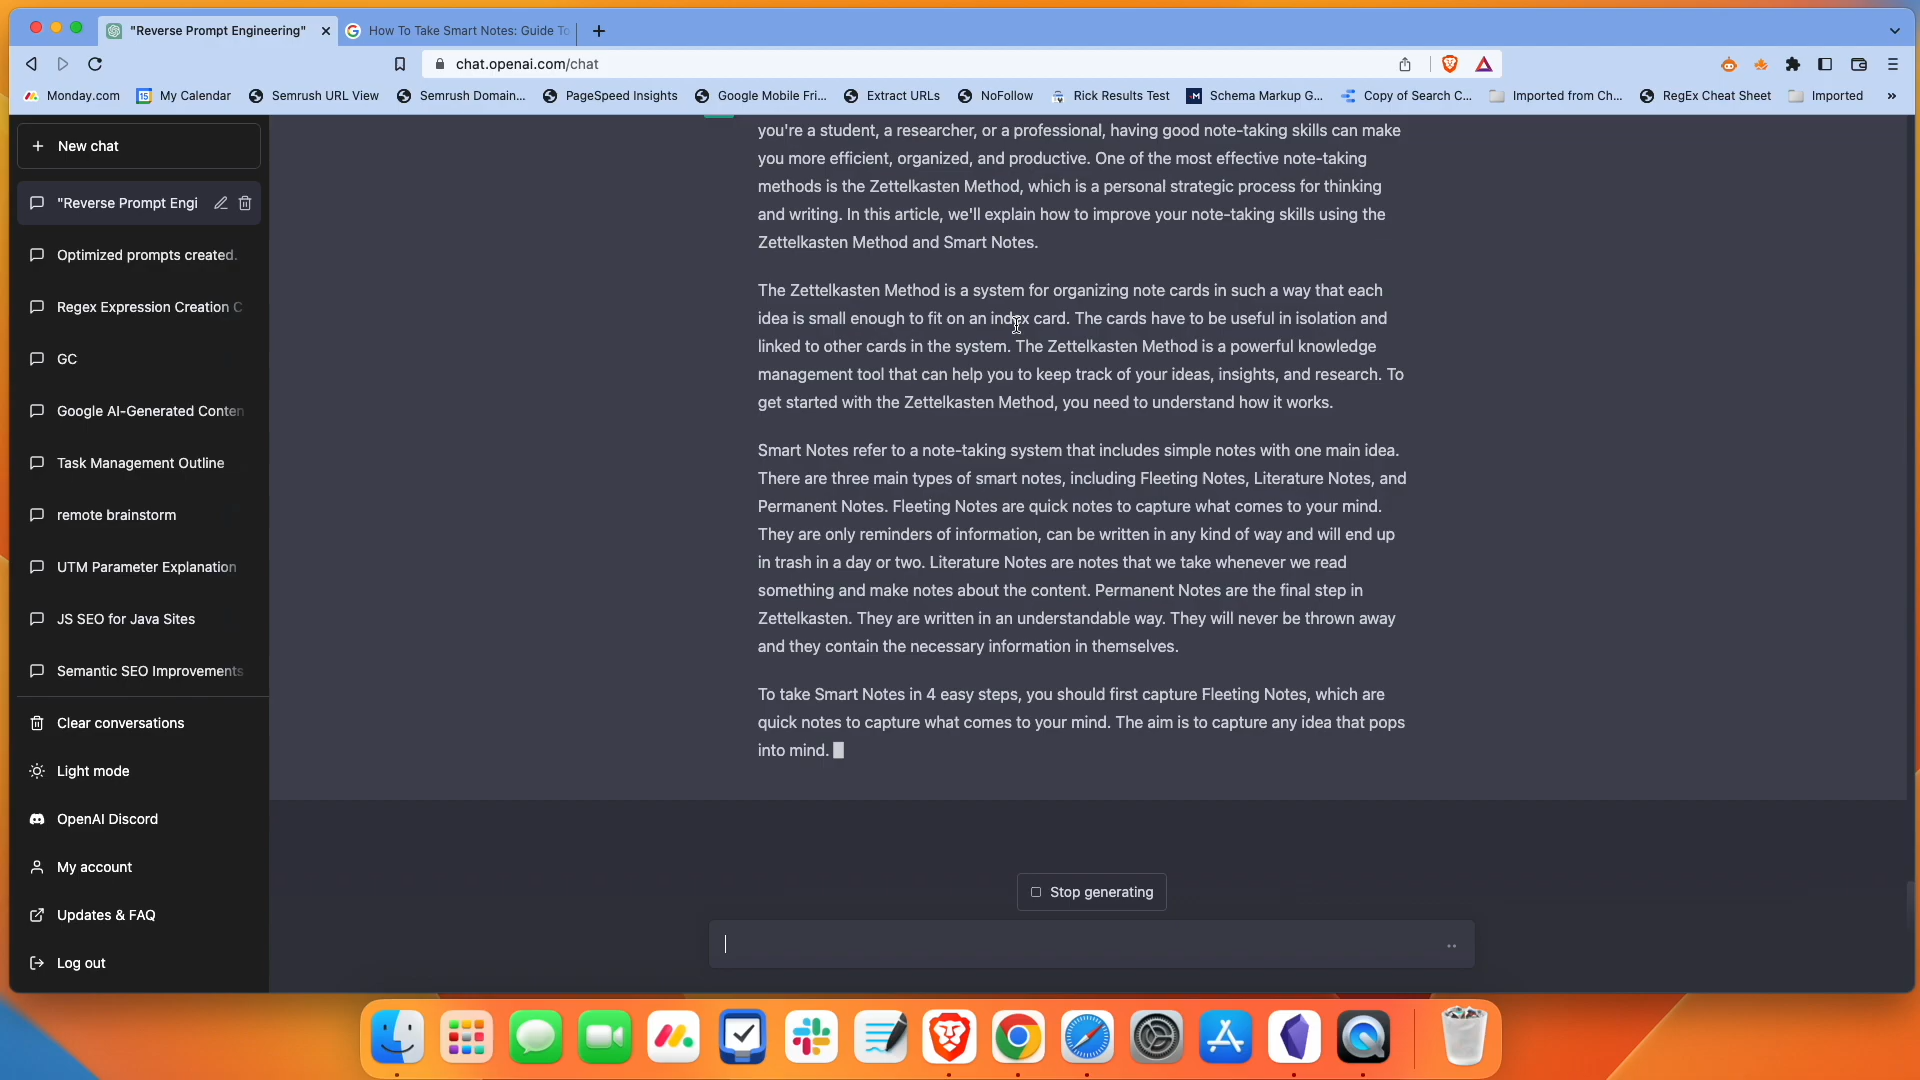 "Reverse Prompt Engineering"
How To Take Smart Notes: Guide To
chat.openai.com/chat
Monday.com
15 My Calendar
Semrush URL View
Semrush Domain...
PageSpeed Insights
Google Mobile Fri...
Extract URLs
NoFollow
Rick Results Test
Schema Markup G...
Copy of Search C...
Imported from Ch...
RegEx Cheat Sheet
Imported
»
+ New chat
"Reverse Prompt Engi
Optimized prompts created.
Regex Expression Creation C
GC
Google AI-Generated Conten
Task Management Outline
remote brainstorm
UTM Parameter Explanation
JS SEO for Java Sites
Semantic SEO Improvements
Clear conversations
Light mode
OpenAI Discord
My account
Updates & FAQ
Log out
you're a student, a researcher, or a professional, having good note-taking skills can make
you more efficient, organized, and productive. One of the most effective note-taking
methods is the Zettelkasten Method, which is a personal strategic process for thinking
and writing. In this article, we'll explain how to improve your note-taking skills using the
Zettelkasten Method and Smart Notes.
The Zettelkasten Method is a system for organizing note cards in such a way that each
idea is small enough to fit on an index card. The cards have to be useful in isolation and
linked to other cards in the system. The Zettelkasten Method is a powerful knowledge
management tool that can help you to keep track of your ideas, insights, and research. To
get started with the Zettelkasten Method, you need to understand how it works.
Smart Notes refer to a note-taking system that includes simple notes with one main idea.
There are three main types of smart notes, including Fleeting Notes, Literature Notes, and
Permanent Notes. Fleeting Notes are quick notes to capture what comes to your mind.
They are only reminders of information, can be written in any kind of way and will end up
in trash in a day or two. Literature Notes are notes that we take whenever we read
something and make notes about the content. Permanent Notes are the final step in
Zettelkasten. They are written in an understandable way. They will never be thrown away
and they contain the necessary information in themselves.
To take Smart Notes in 4 easy steps, you should first capture Fleeting Notes, which are
quick notes to capture what comes to your mind. The aim is to capture any idea that pops
into mind.
Stop generating